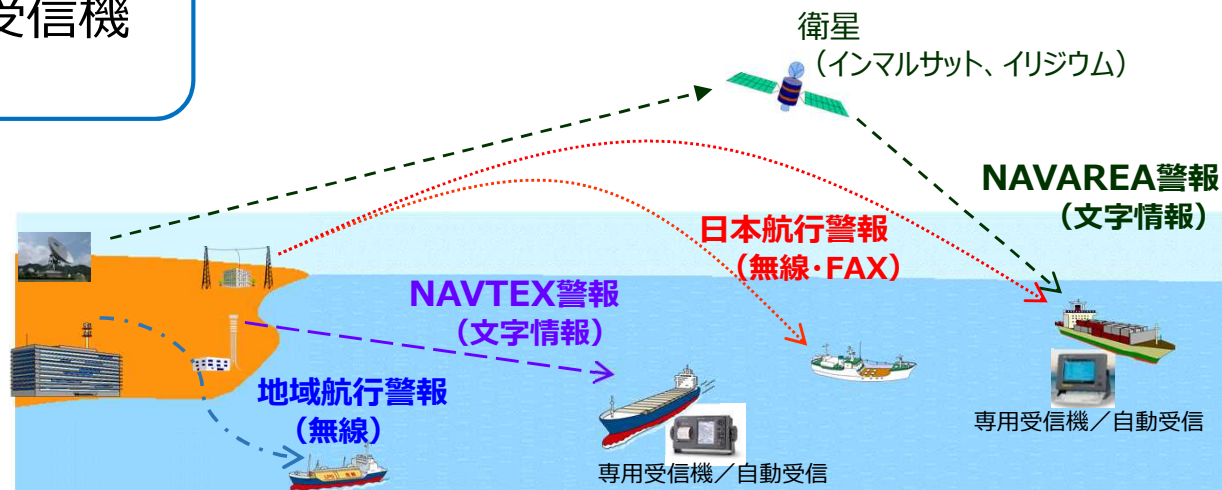 受信機
衛星
（インマルサット、イリジウム）
NAVAREA警報
（文字情報）
日本航行警報
（無線・FAX）
NAVTEX警報
（文字情報）
地域航行警報
（無線）
専用受信機／自動受信
専用受信機／自動受信